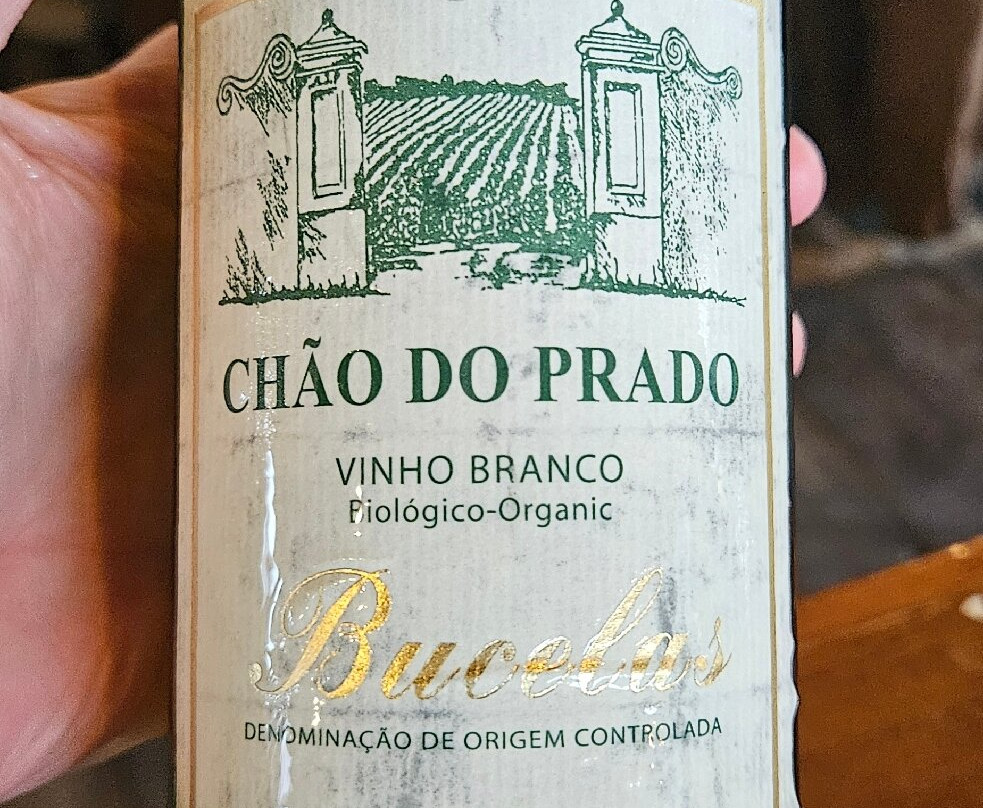 CHÃO DO PRADO
VINHO BRANCO
Biológico-Organic
Bucelas
DENOMINAÇÃO DE ORIGEM CONTROLADA